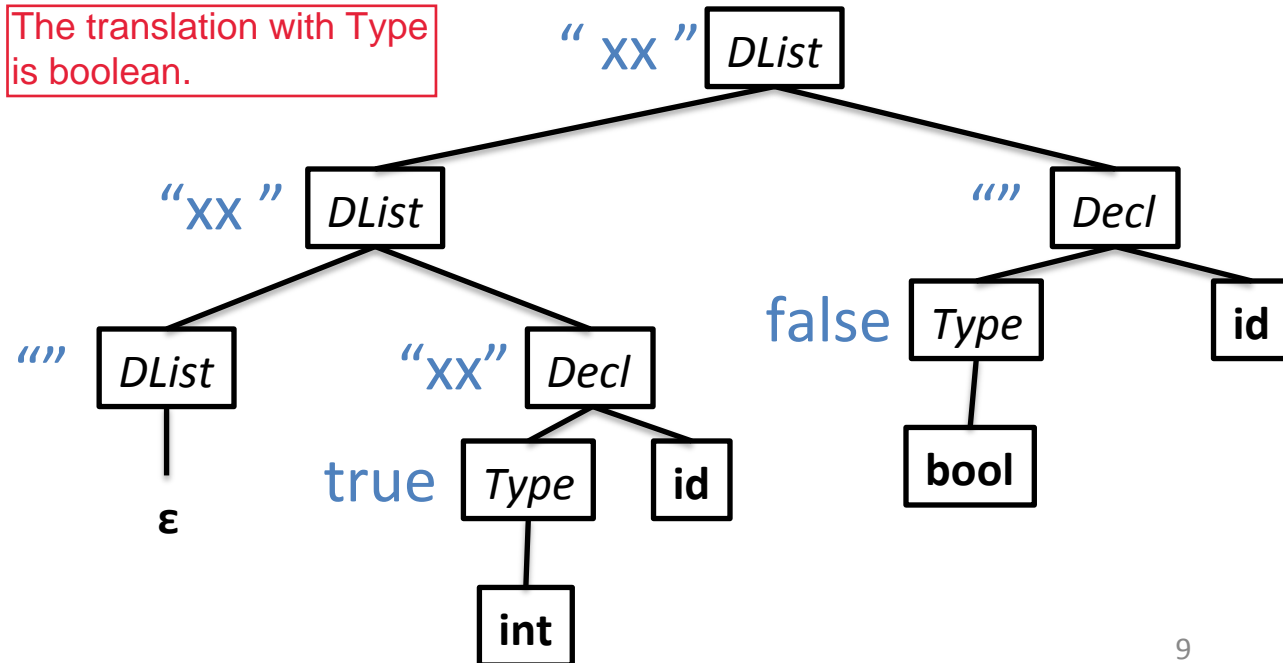 The translation with Type
is boolean.
“ xx ” DList
“xx ” DList “” Decl
“” DList “xx” Decl false Type id
ε true Type id bool
int
9